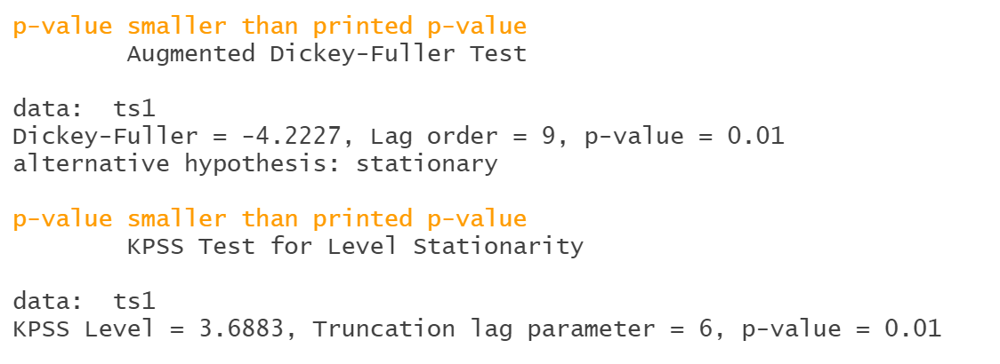 p-value smaller than printed p-value
Augmented Dickey-Fuller Test
data:  ts1
Dickey-Fuller = -4.2227, Lag order = 9, p-value = 0.01
alternative hypothesis: stationary
p-value smaller than printed p-value
KPSS Test for Level Stationarity
data:  ts1
KPSS Level = 3.6883, Truncation lag parameter = 6, p-value = 0.01